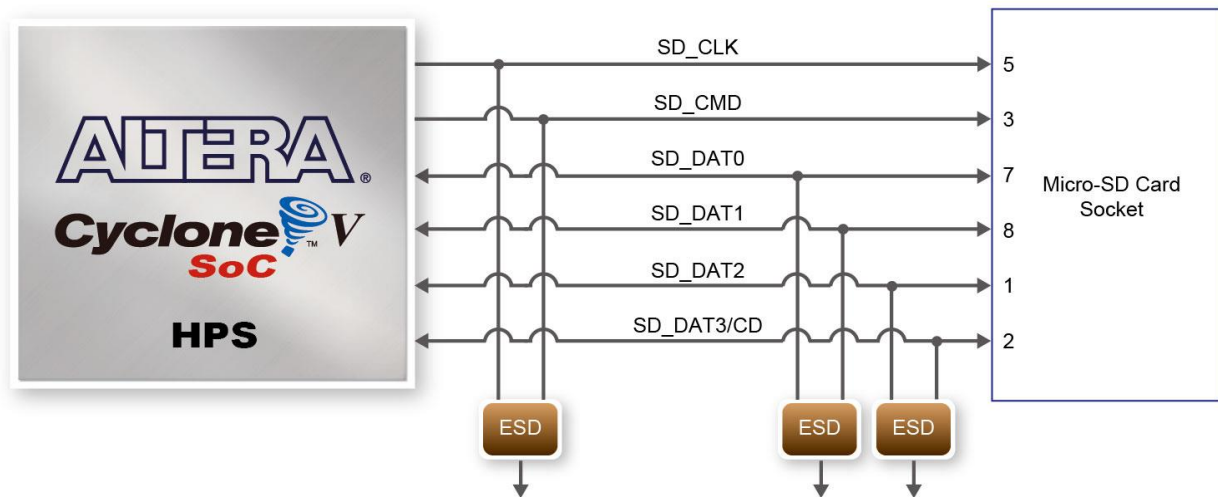 ALTERA®
Cyclone™ V
SoC
HPS
SD_CLK
5
SD_CMD
3
SD_DAT0
7
SD_DAT1
8
SD_DAT2
1
SD_DAT3/CD
2
Micro-SD Card
Socket
ESD
ESD
ESD